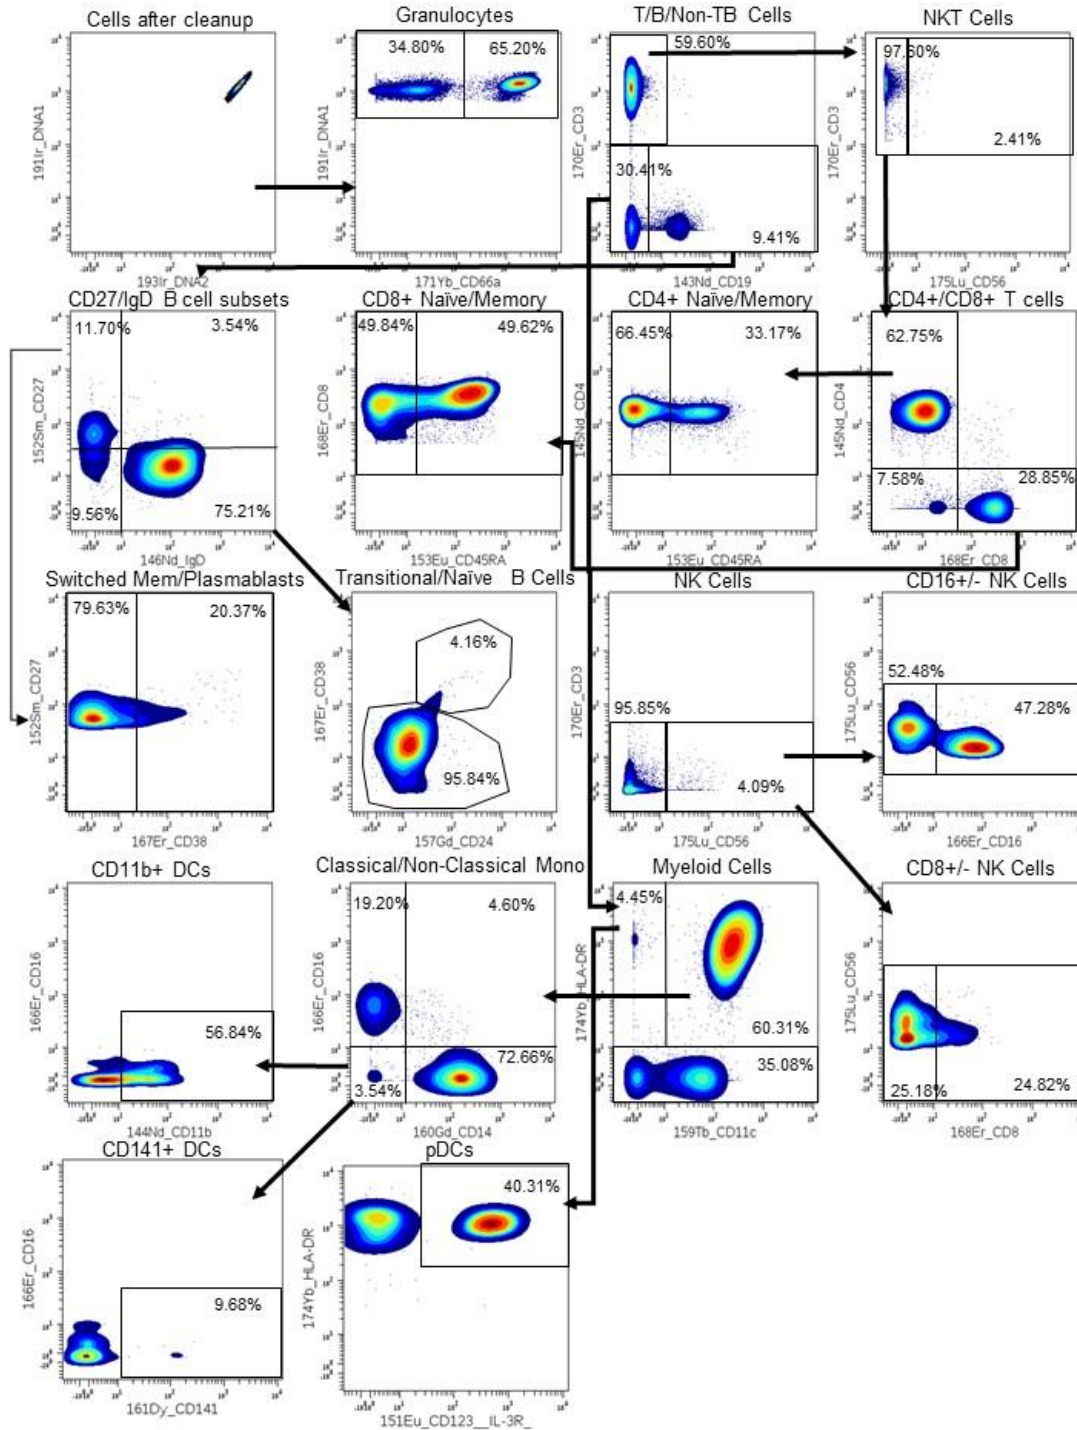 Cells after cleanup
191Ir_DNA1
193Ir_DNA2
Granulocytes
34.80% 65.20%
191Ir_DNA1
171Yb_CD66a
T/B/Non-TB Cells
59.60%
30.41%
9.41%
170Er_CD3
143Nd_CD19
NKT Cells
97.60%
2.41%
170Er_CD3
175Lu_CD56
CD27/IgD B cell subsets
11.70% 3.54%
9.56% 75.21%
152Sm_CD27
146Nd_IgD
CD8+ Naïve/Memory
49.84% 49.62%
168Er_CD8
153Eu_CD45RA
CD4+ Naïve/Memory
66.45% 33.17%
145Nd_CD4
153Eu_CD45RA
CD4+/CD8+ T cells
62.75%
7.58% 28.85%
145Nd_CD4
168Er_CD8
Switched Mem/Plasmablasts
79.63% 20.37%
152Sm_CD27
167Er_CD38
Transitional/Naïve B Cells
4.16%
95.84%
167Er_CD38
157Gd_CD24
NK Cells
95.85%
4.09%
170Er_CD3
175Lu_CD56
CD16+/- NK Cells
52.48%
47.28%
175Lu_CD56
166Er_CD16
CD11b+ DCs
56.84%
166Er_CD16
144Nd_CD11b
Classical/Non-Classical Mono
19.20% 4.60%
72.66%
3.54%
166Er_CD16
160Gd_CD14
Myeloid Cells
4.45%
60.31%
35.08%
174Yb_HLA-DR
159Tb_CD11c
CD8+/- NK Cells
25.18% 24.82%
175Lu_CD56
168Er_CD8
CD141+ DCs
9.68%
166Er_CD16
161Dy_CD141
pDCs
40.31%
174Yb_HLA-DR
151Eu_CD123__IL-3R_